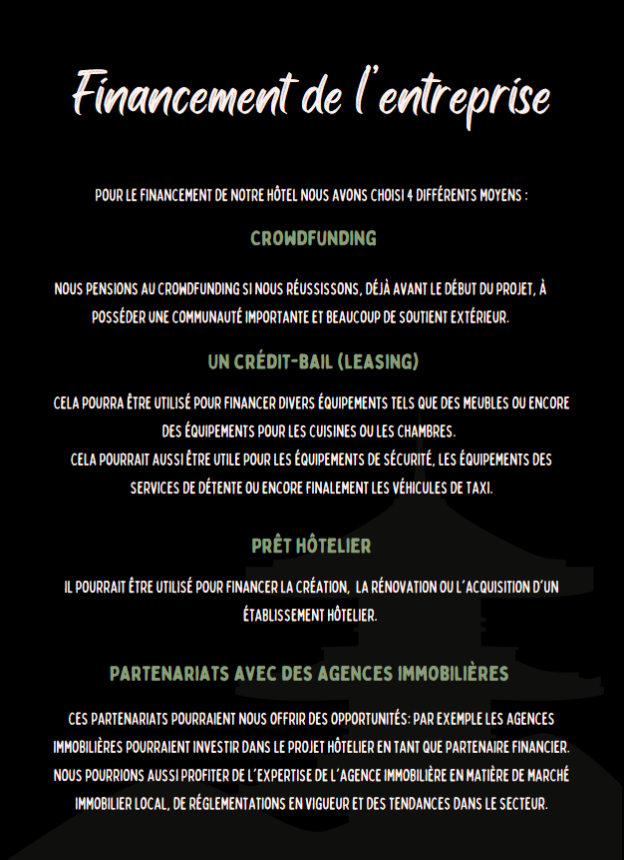 Financement de l'entreprise
POUR LE FINANCEMENT DE NOTRE HÔTEL NOUS AVONS CHOISI 4 DIFFÉRENTS MOYENS :
CROWDFUNDING
NOUS PENSIONS AU CROWDFUNDING SI NOUS RÉUSSISSONS, DÉJÀ AVANT LE DÉBUT DU PROJET, À
POSSÉDER UNE COMMUNAUTÉ IMPORTANTE ET BEAUCOUP DE SOUTIENT EXTÉRIEUR.
UN CRÉDIT-BAIL (LEASING)
CELA POURRA ÊTRE UTILISÉ POUR FINANCER DIVERS ÉQUIPEMENTS TELS QUE DES MEUBLES OU ENCORE
DES ÉQUIPEMENTS POUR LES CUISINES OU LES CHAMBRES.
CELA POURRAIT AUSSI ÊTRE UTILE POUR LES ÉQUIPEMENTS DE SÉCURITÉ, LES ÉQUIPEMENTS DES
SERVICES DE DÉTENTE OU ENCORE FINALEMENT LES VÉHICULES DE TAXI.
PRÊT HÔTELIER
IL POURRAIT ÊTRE UTILISÉ POUR FINANCER LA CRÉATION, LA RÉNOVATION OU L'ACQUISITION D'UN
ÉTABLISSEMENT HÔTELIER.
PARTENARIATS AVEC DES AGENCES IMMOBILIÈRES
CES PARTENARIATS POURRAIENT NOUS OFFRIR DES OPPORTUNITÉS: PAR EXEMPLE LES AGENCES
IMMOBILIÈRES POURRAIENT INVESTIR DANS LE PROJET HÔTELIER EN TANT QUE PARTENAIRE FINANCIER.
NOUS POURRIONS AUSSI PROFITER DE L'EXPERTISE DE L'AGENCE IMMOBILIÈRE EN MATIÈRE DE MARCHÉ
IMMOBILIER LOCAL, DE RÉGLEMENTATIONS EN VIGUEUR ET DES TENDANCES DANS LE SECTEUR.